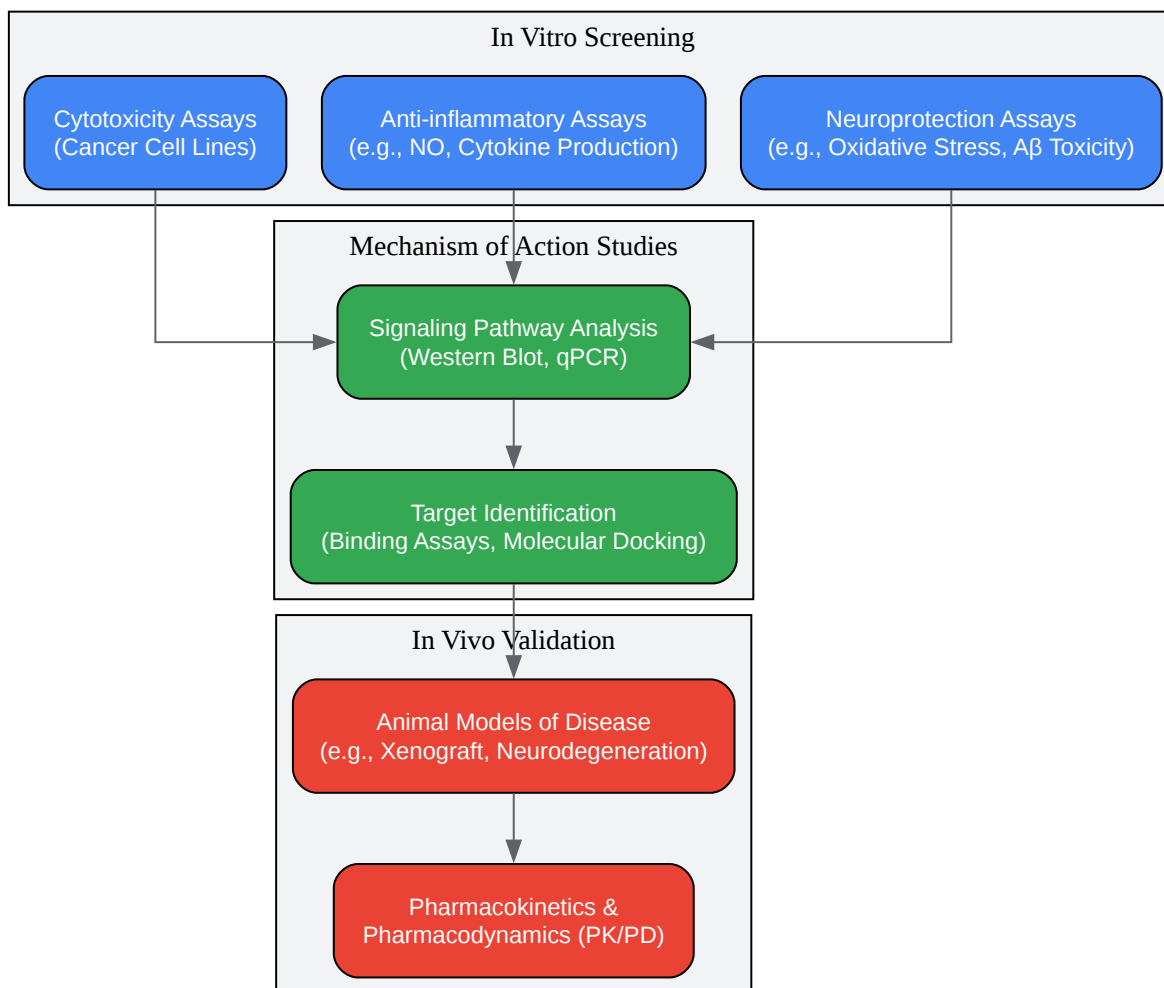 In Vitro Screening
Cytotoxicity Assays
(Cancer Cell Lines)
Anti-inflammatory Assays
(e.g., NO, Cytokine Production)
Neuroprotection Assays
(e.g., Oxidative Stress, Aβ Toxicity)
Mechanism of Action Studies
Signaling Pathway Analysis
(Western Blot, qPCR)
Target Identification
(Binding Assays, Molecular Docking)
In Vivo Validation
Animal Models of Disease
(e.g., Xenograft, Neurodegeneration)
Pharmacokinetics &
Pharmacodynamics (PK/PD)